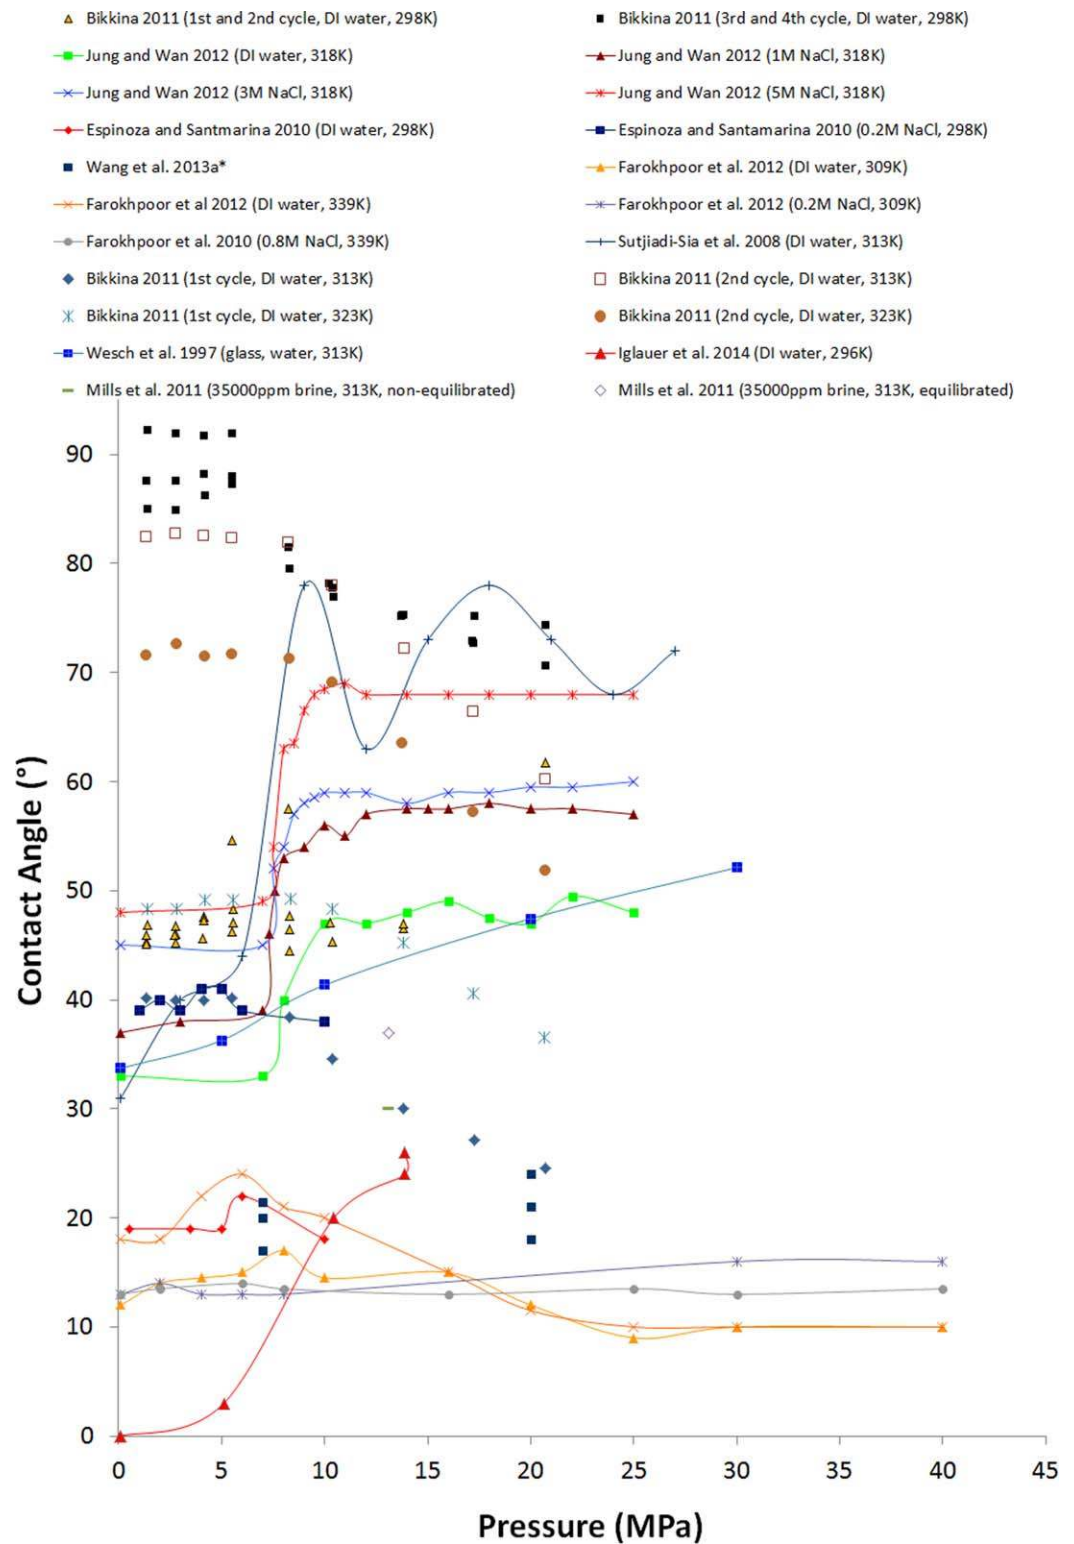 Bikkina 2011 (1st and 2nd cycle, DI water, 298K)
Bikkina 2011 (3rd and 4th cycle, DI water, 298K)
Jung and Wan 2012 (DI water, 318K)
Jung and Wan 2012 (1M NaCl, 318K)
Jung and Wan 2012 (3M NaCl, 318K)
Jung and Wan 2012 (5M NaCl, 318K)
Espinoza and Santmarina 2010 (DI water, 298K)
Espinoza and Santamarina 2010 (0.2M NaCl, 298K)
Wang et al. 2013a*
Farokhpoor et al. 2012 (DI water, 309K)
Farokhpoor et al 2012 (DI water, 339K)
Farokhpoor et al. 2012 (0.2M NaCl, 309K)
Farokhpoor et al. 2010 (0.8M NaCl, 339K)
Sutjiadi-Sia et al. 2008 (DI water, 313K)
Bikkina 2011 (1st cycle, DI water, 313K)
Bikkina 2011 (2nd cycle, DI water, 313K)
Bikkina 2011 (1st cycle, DI water, 323K)
Bikkina 2011 (2nd cycle, DI water, 323K)
Wesch et al. 1997 (glass, water, 313K)
Iglauer et al. 2014 (DI water, 296K)
Mills et al. 2011 (35000ppm brine, 313K, non-equilibrated)
Mills et al. 2011 (35000ppm brine, 313K, equilibrated)
90
80
70
60
50
40
30
20
10
0
Contact Angle (°)
0 5 10 15 20 25 30 35 40 45
Pressure (MPa)